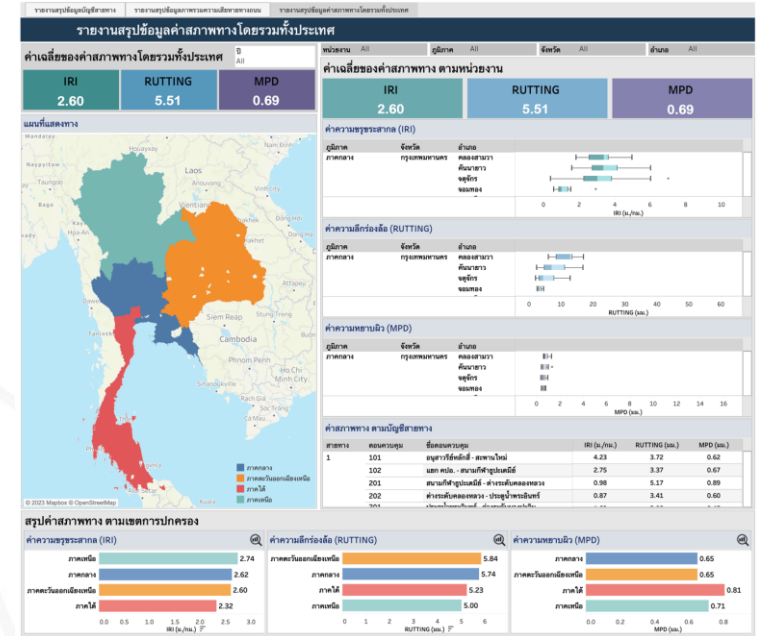 รายงานสรุปข้อมูลบัญชีสายทาง
รายงานสรุปข้อมูลภาพรวมความเสียหายทางถนน
รายงานสรุปข้อมูลค่าสภาพทางโดยรวมทั้งประเทศ
รายงานสรุปข้อมูลค่าสภาพทางโดยรวมทั้งประเทศ
ค่าเฉลี่ยของค่าสภาพทางโดยรวมทั้งประเทศ
ปี
All
IRI
2.60
RUTTING
5.51
MPD
0.69
แผนที่แสดงทาง
Mandalay
Houayxay
Nam Định
Naypyitaw
Taungoo
Laos
Anouvong
Vinh City
Vientiane
Hpa-An
Đông Hới
Dawei
Attapeu
Siem Reap
Stung Treng
Cambodia
Phnom Penh
Ho Chi
Minh City
Sihanoukville
Rạch Giá
Sóc Trăng
Cà Mau
ภาคกลาง
ภาคตะวันออกเฉียงเหนือ
ภาคใต้
ภาคเหนือ
© 2023 Mapbox © OpenStreetMap
หน่วยงาน All
ภูมิภาค All
จังหวัด All
อำเภอ All
ค่าเฉลี่ยของค่าสภาพทาง ตามหน่วยงาน
IRI
2.60
RUTTING
5.51
MPD
0.69
ค่าความขรุขระสากล (IRI)
ภูมิภาค จังหวัด อำเภอ
ภาคกลาง กรุงเทพมหานคร คลองสามวา
คันนายาว
จตุจักร
จอมทอง
0 2 4 6 8 10
IRI (ม./กม.)
ค่าความลึกร่องล้อ (RUTTING)
ภูมิภาค จังหวัด อำเภอ
ภาคกลาง กรุงเทพมหานคร คลองสามวา
คันนายาว
จตุจักร
จอมทอง
0 10 20 30 40 50 60
RUTTING (มม.)
ค่าความหยาบผิว (MPD)
ภูมิภาค จังหวัด อำเภอ
ภาคกลาง กรุงเทพมหานคร คลองสามวา
คันนายาว
จตุจักร
จอมทอง
0 2 4 6 8 10 12 14 16
MPD (มม.)
ค่าสภาพทาง ตามบัญชีสายทาง
สายทาง ตอนควบคุม ชื่อตอนควบคุม IRI (ม./กม.) RUTTING (มม.) MPD (มม.)
1 101 อนุสาวรีย์หลักสี่ - สะพานใหม่ 4.23 3.72 0.62
102 แยก คปอ. - สนามกีฬาธูปะเตมีย์ 2.75 3.37 0.67
201 สนามกีฬาธูปะเตมีย์ - ต่างระดับคลองหลวง 0.98 5.17 0.89
202 ต่างระดับคลองหลวง - ประตูน้ำพระอินทร์ 0.87 3.41 0.60
สรุปค่าสภาพทาง ตามเขตการปกครอง
ค่าความขรุขระสากล (IRI)
ภาคเหนือ 2.74
ภาคกลาง 2.62
ภาคตะวันออกเฉียงเหนือ 2.60
ภาคใต้ 2.32
0.0 0.5 1.0 1.5 2.0 2.5 3.0
IRI (ม./กม.)
ค่าความลึกร่องล้อ (RUTTING)
ภาคตะวันออกเฉียงเหนือ 5.84
ภาคกลาง 5.74
ภาคใต้ 5.23
ภาคเหนือ 5.00
0 1 2 3 4 5 6
RUTTING (มม.)
ค่าความหยาบผิว (MPD)
ภาคกลาง 0.65
ภาคตะวันออกเฉียงเหนือ 0.65
ภาคใต้ 0.81
ภาคเหนือ 0.71
0.0 0.2 0.4 0.6 0.8
MPD (มม.)